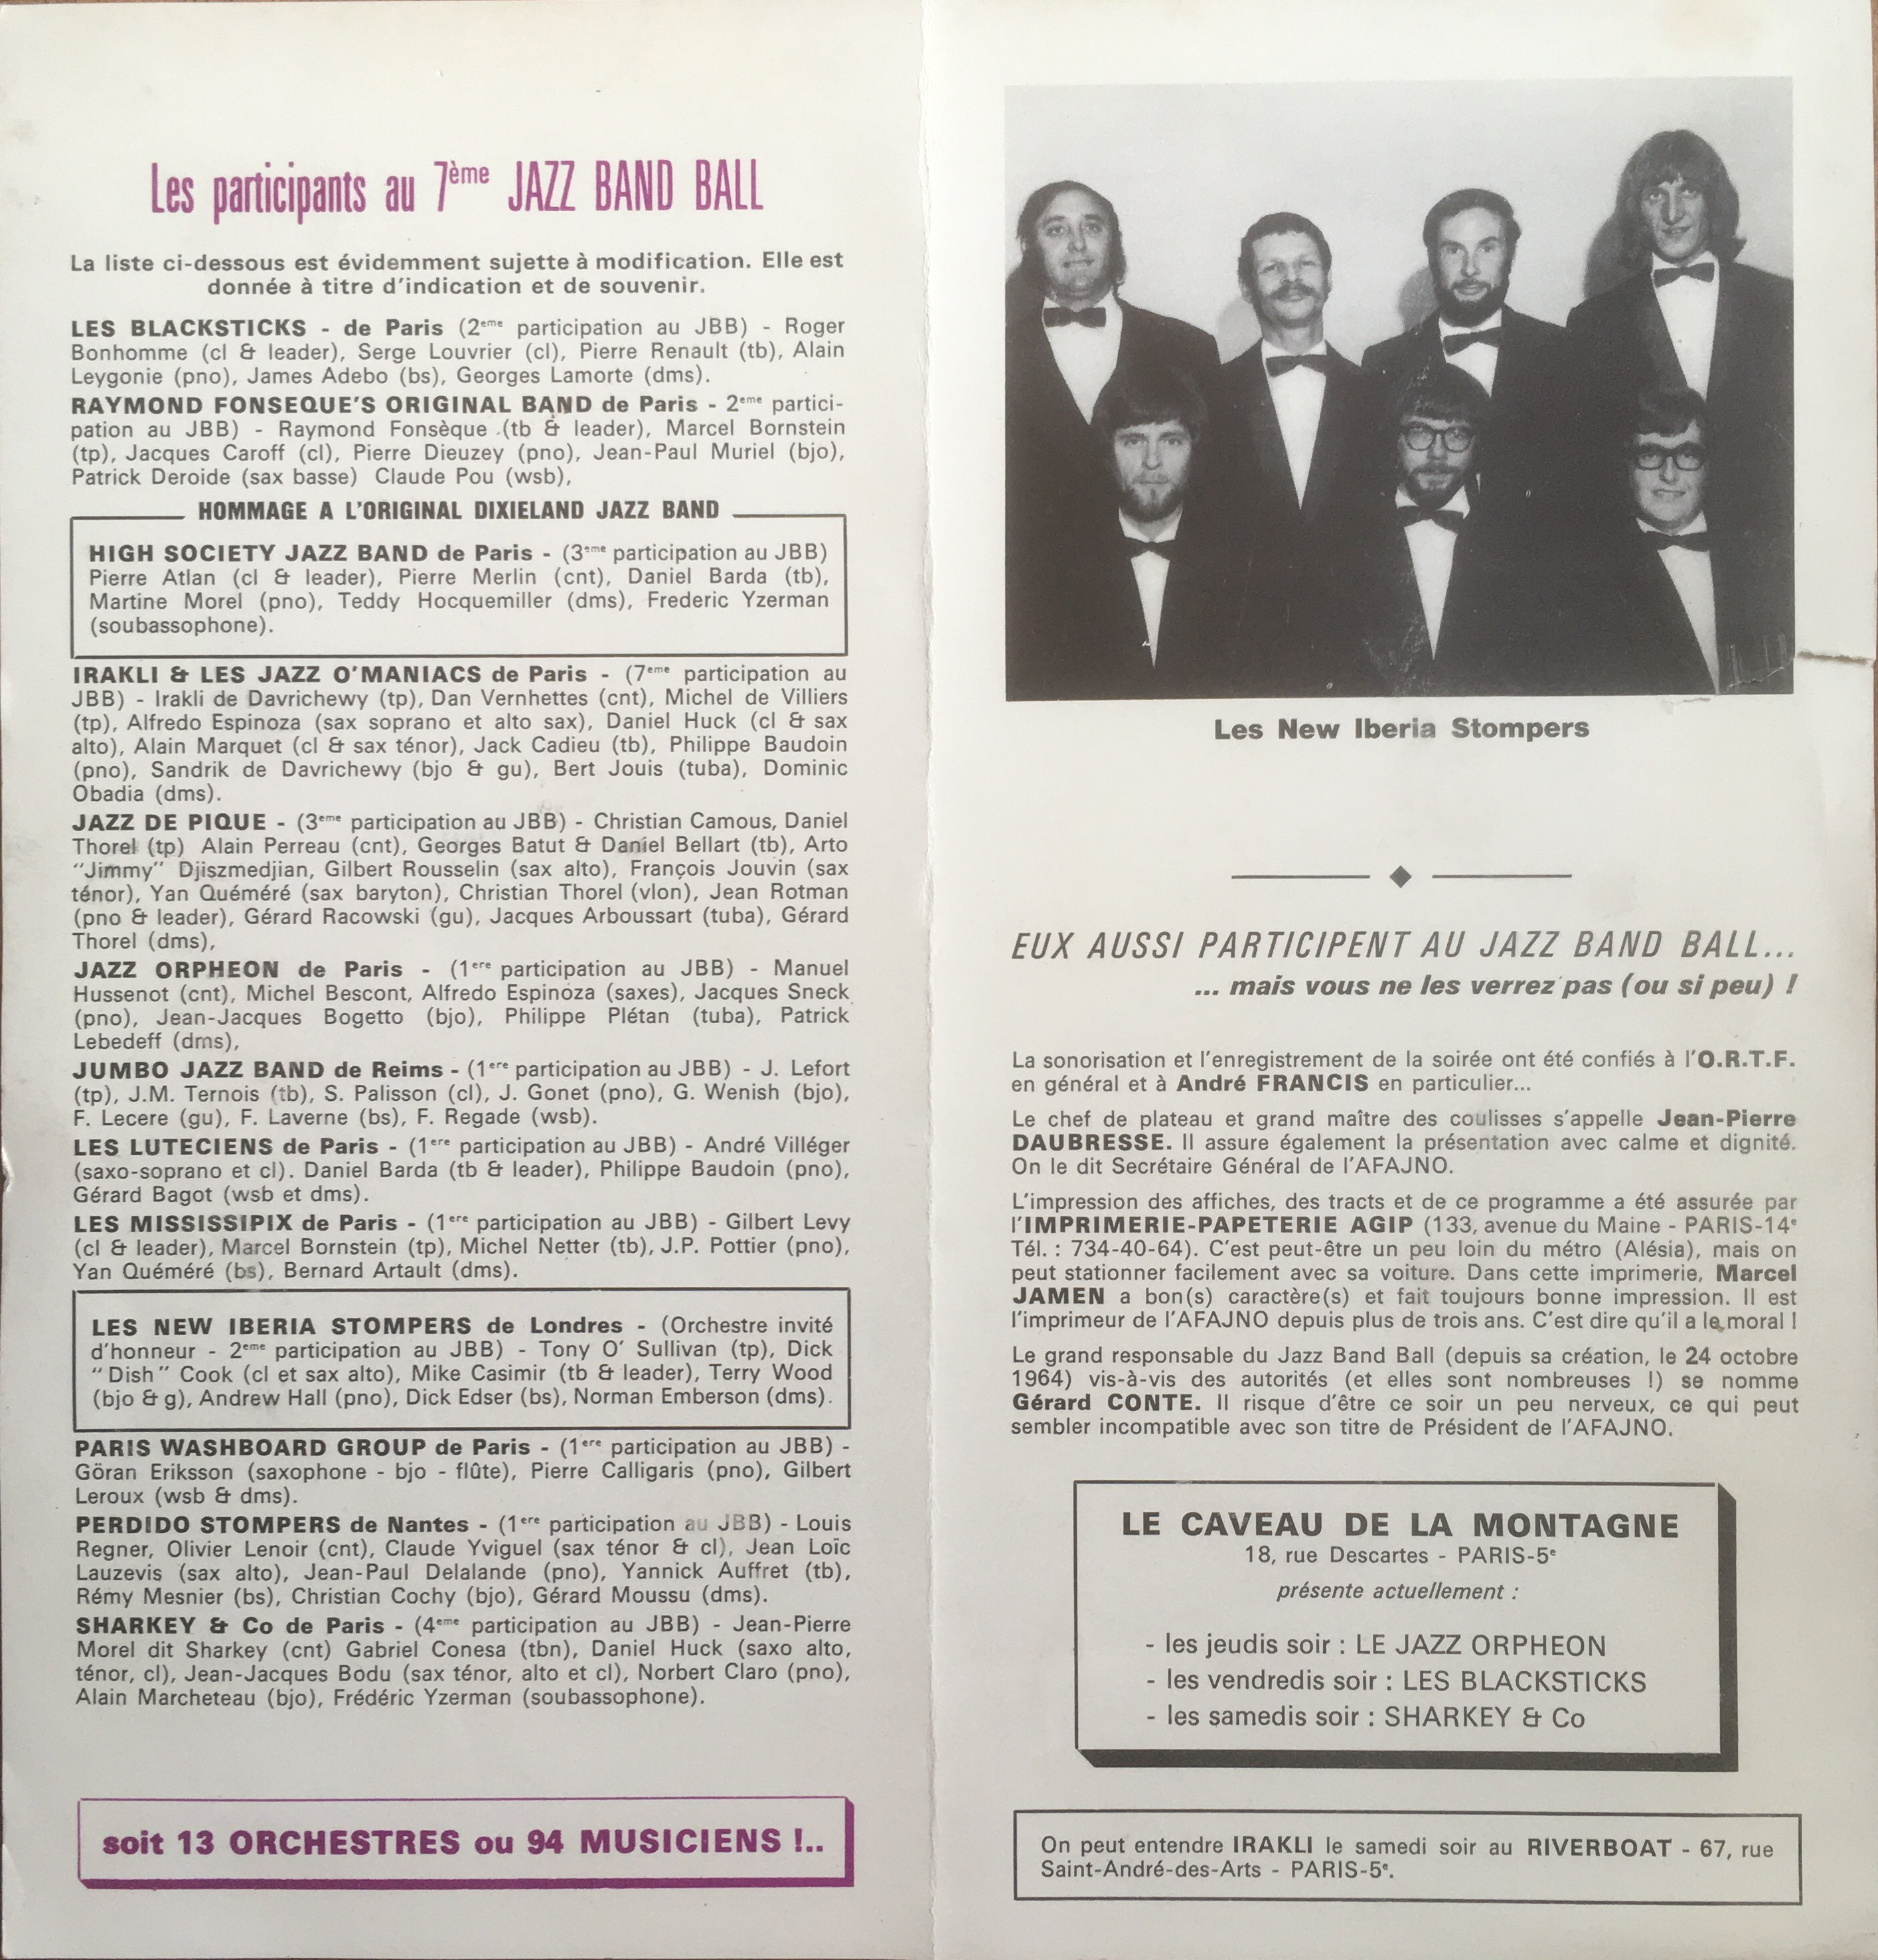 Les participants au 7ème JAZZ BAND BALL
La liste ci-dessous est évidemment sujette à modification. Elle est
donnée à titre d'indication et de souvenir.
LES BLACKSTICKS - de Paris (2eme participation au JBB) - Roger
Bonhomme (cl & leader), Serge Louvrier (cl), Pierre Renault (tb), Alain
Leygonie (pno), James Adebo (bs), Georges Lamorte (dms).
RAYMOND FONSEQUE'S ORIGINAL BAND de Paris - 2eme partici-
pation au JBB) - Raymond Fonsèque (tb & leader), Marcel Bornstein
(tp), Jacques Caroff (cl), Pierre Dieuzey (pno), Jean-Paul Muriel (bjo),
Patrick Deroide (sax basse) Claude Pou (wsb),
HOMMAGE A L'ORIGINAL DIXIELAND JAZZ BAND
HIGH SOCIETY JAZZ BAND de Paris - (3eme participation au JBB)
Pierre Atlan (cl & leader), Pierre Merlin (cnt), Daniel Barda (tb),
Martine Morel (pno), Teddy Hocquemiller (dms), Frederic Yzerman
(soubassophone).
IRAKLI & LES JAZZ O'MANIACS de Paris - (7eme participation au
JBB) - Irakli de Davrichewy (tp), Dan Vernhettes (cnt), Michel de Villiers
(tp), Alfredo Espinoza (sax soprano et alto sax), Daniel Huck (cl & sax
alto), Alain Marquet (cl & sax ténor), Jack Cadieu (tb), Philippe Baudoin
(pno), Sandrik de Davrichewy (bjo & gu), Bert Jouis (tuba), Dominic
Obadia (dms).
JAZZ DE PIQUE - (3eme participation au JBB) - Christian Camous, Daniel
Thorel (tp) Alain Perreau (cnt), Georges Batut & Daniel Bellart (tb), Arto
"Jimmy" Djiszmedjian, Gilbert Rousselin (sax alto), François Jouvin (sax
ténor), Yan Quéméré (sax baryton), Christian Thorel (vlon), Jean Rotman
(pno & leader), Gérard Racowski (gu), Jacques Arboussart (tuba), Gérard
Thorel (dms),
JAZZ ORPHEON de Paris - (1ere participation au JBB) - Manuel
Hussenot (cnt), Michel Bescont, Alfredo Espinoza (saxes), Jacques Sneck
(pno), Jean-Jacques Bogetto (bjo), Philippe Plétan (tuba), Patrick
Lebedeff (dms),
JUMBO JAZZ BAND de Reims - (1ere participation au JBB) - J. Lefort
(tp), J.M. Ternois (tb), S. Palisson (cl), J. Gonet (pno), G. Wenish (bjo),
F. Lecere (gu), F. Laverne (bs), F. Regade (wsb).
LES LUTECIENS de Paris - (1ere participation au JBB) - André Villéger
(saxo-soprano et cl). Daniel Barda (tb & leader), Philippe Baudoin (pno),
Gérard Bagot (wsb et dms).
LES MISSISSIPIX de Paris - (1ere participation au JBB) - Gilbert Levy
(cl & leader), Marcel Bornstein (tp), Michel Netter (tb), J.P. Pottier (pno),
Yan Quéméré (bs), Bernard Artault (dms).
LES NEW IBERIA STOMPERS de Londres - (Orchestre invité
d'honneur - 2eme participation au JBB) - Tony O' Sullivan (tp), Dick
"Dish" Cook (cl et sax alto), Mike Casimir (tb & leader), Terry Wood
(bjo & g), Andrew Hall (pno), Dick Edser (bs), Norman Emberson (dms).
PARIS WASHBOARD GROUP de Paris - (1ere participation au JBB) -
Göran Eriksson (saxophone - bjo - flûte), Pierre Calligaris (pno), Gilbert
Leroux (wsb & dms).
PERDIDO STOMPERS de Nantes - (1ere participation au JBB) - Louis
Regner, Olivier Lenoir (cnt), Claude Yviguel (sax ténor & cl), Jean Loïc
Lauzevis (sax alto), Jean-Paul Delalande (pno), Yannick Auffret (tb),
Rémy Mesnier (bs), Christian Cochy (bjo), Gérard Moussu (dms).
SHARKEY & Co de Paris - (4eme participation au JBB) - Jean-Pierre
Morel dit Sharkey (cnt) Gabriel Conesa (tbn), Daniel Huck (saxo alto,
ténor, cl), Jean-Jacques Bodu (sax ténor, alto et cl), Norbert Claro (pno),
Alain Marcheteau (bjo), Frédéric Yzerman (soubassophone).
soit 13 ORCHESTRES ou 94 MUSICIENS !..
Les New Iberia Stompers
EUX AUSSI PARTICIPENT AU JAZZ BAND BALL...
... mais vous ne les verrez pas (ou si peu) !
La sonorisation et l'enregistrement de la soirée ont été confiés à l'O.R.T.F.
en général et à André FRANCIS en particulier...
Le chef de plateau et grand maître des coulisses s'appelle Jean-Pierre
DAUBRESSE. Il assure également la présentation avec calme et dignité.
On le dit Secrétaire Général de l'AFAJNO.
L'impression des affiches, des tracts et de ce programme a été assurée par
l'IMPRIMERIE-PAPETERIE AGIP (133, avenue du Maine - PARIS-14e
Tél. : 734-40-64). C'est peut-être un peu loin du métro (Alésia), mais on
peut stationner facilement avec sa voiture. Dans cette imprimerie, Marcel
JAMEN a bon(s) caractère(s) et fait toujours bonne impression. Il est
l'imprimeur de l'AFAJNO depuis plus de trois ans. C'est dire qu'il a le moral !
Le grand responsable du Jazz Band Ball (depuis sa création, le 24 octobre
1964) vis-à-vis des autorités (et elles sont nombreuses !) se nomme
Gérard CONTE. Il risque d'être ce soir un peu nerveux, ce qui peut
sembler incompatible avec son titre de Président de l'AFAJNO.
LE CAVEAU DE LA MONTAGNE
18, rue Descartes - PARIS-5e
présente actuellement :
- les jeudis soir : LE JAZZ ORPHEON
- les vendredis soir : LES BLACKSTICKS
- les samedis soir : SHARKEY & Co
On peut entendre IRAKLI le samedi soir au RIVERBOAT - 67, rue
Saint-André-des-Arts - PARIS-5e.